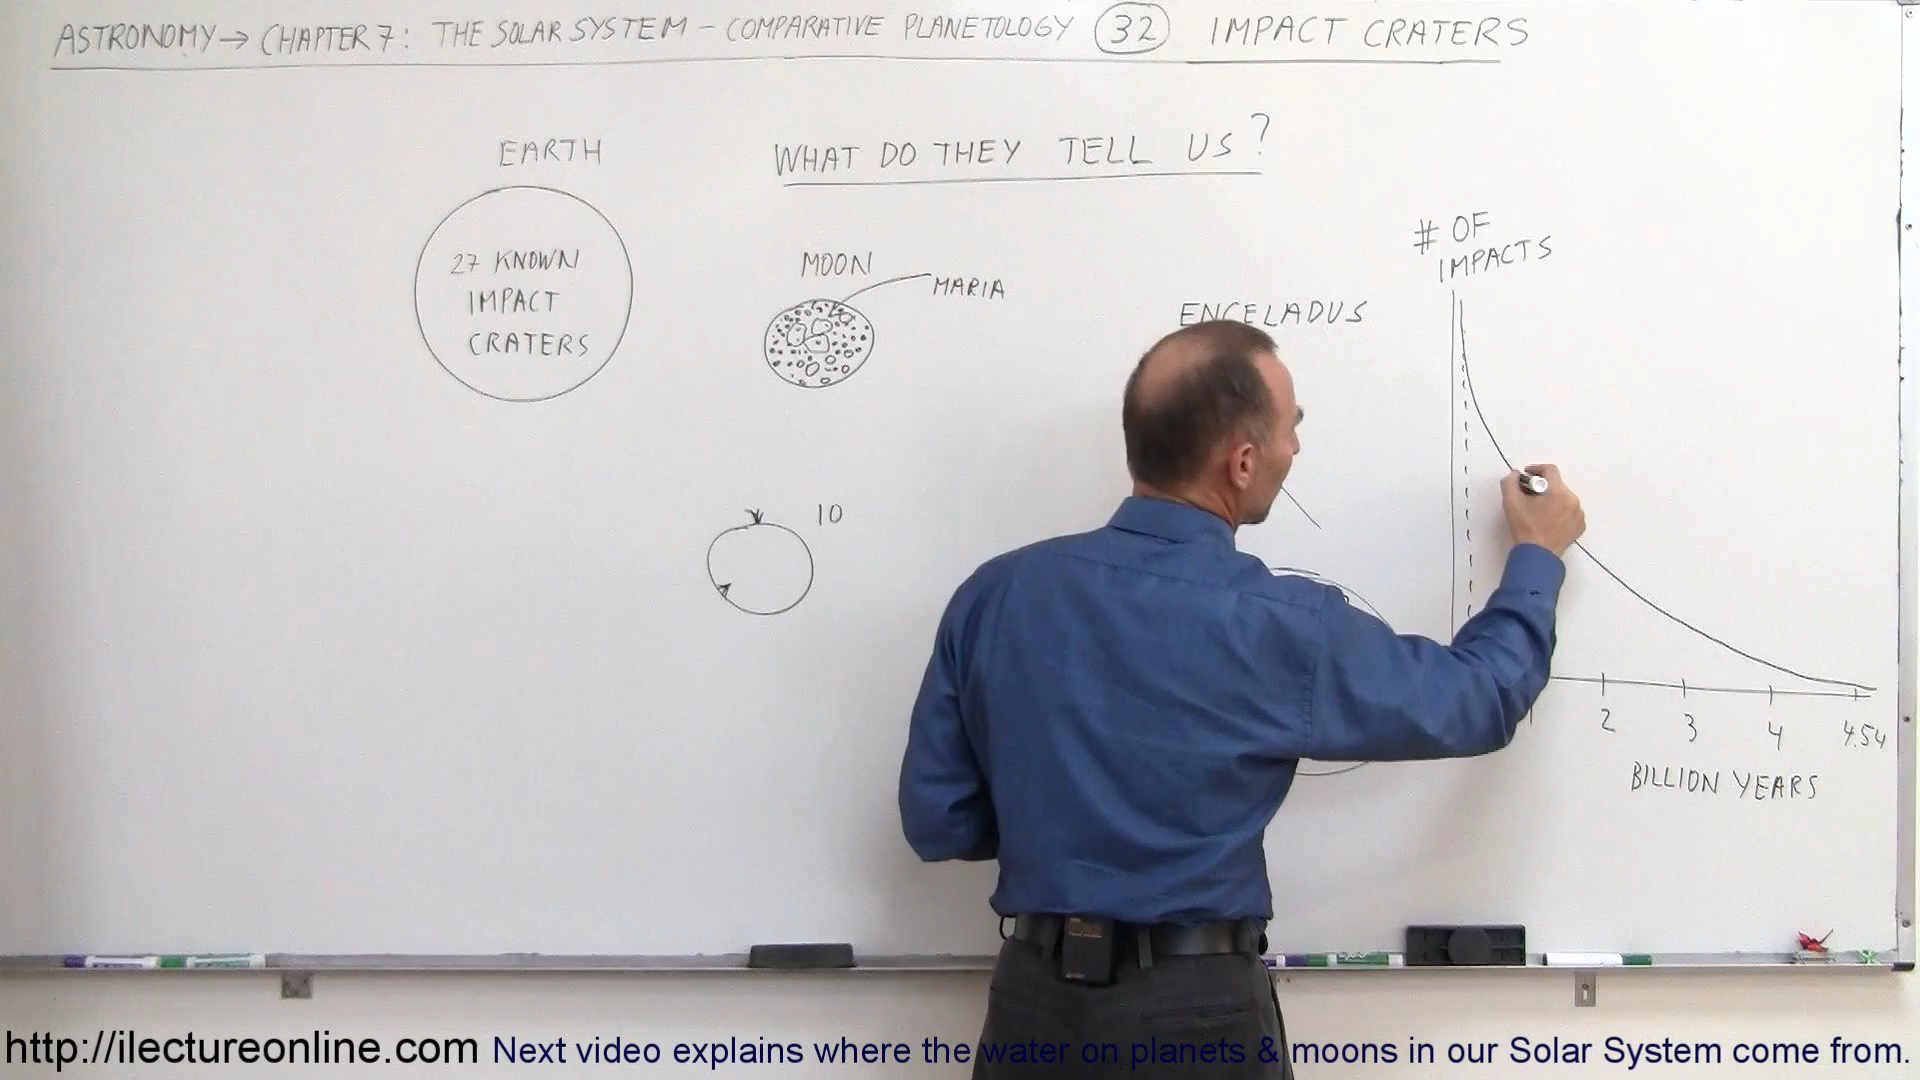 ASTRONOMY → CHAPTER 7: THE SOLAR SYSTEM - COMPARATIVE PLANETOLOGY 32 IMPACT CRATERS
WHAT DO THEY TELL US?
EARTH
27 KNOWN
IMPACT
CRATERS
MOON
MARIA
IO
ENCELADUS
# OF
IMPACTS
1 2 3 4 4.54
BILLION YEARS
http://ilectureonline.com Next video explains where the water on planets & moons in our Solar System come from.